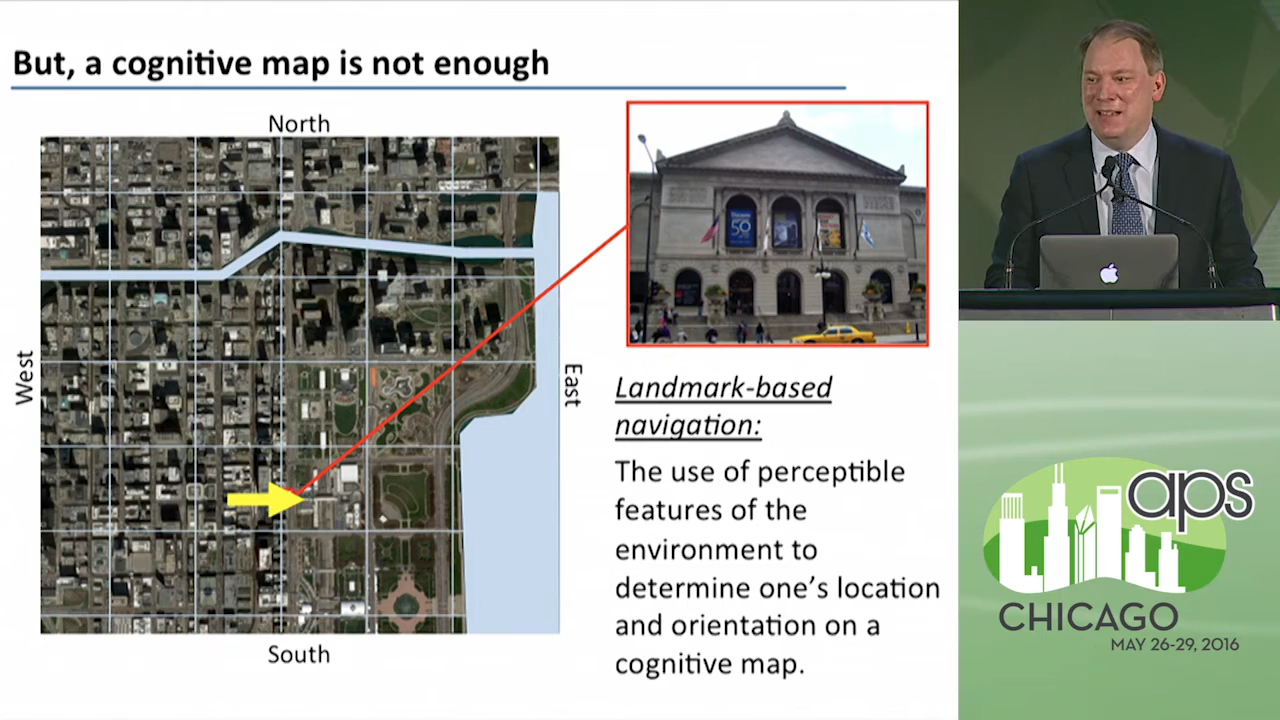 But, a cognitive map is not enough
North
West
East
South
50
Landmark-based
navigation:
The use of perceptible
features of the
environment to
determine one’s location
and orientation on a
cognitive map.
aps
CHICAGO
MAY 26-29, 2016